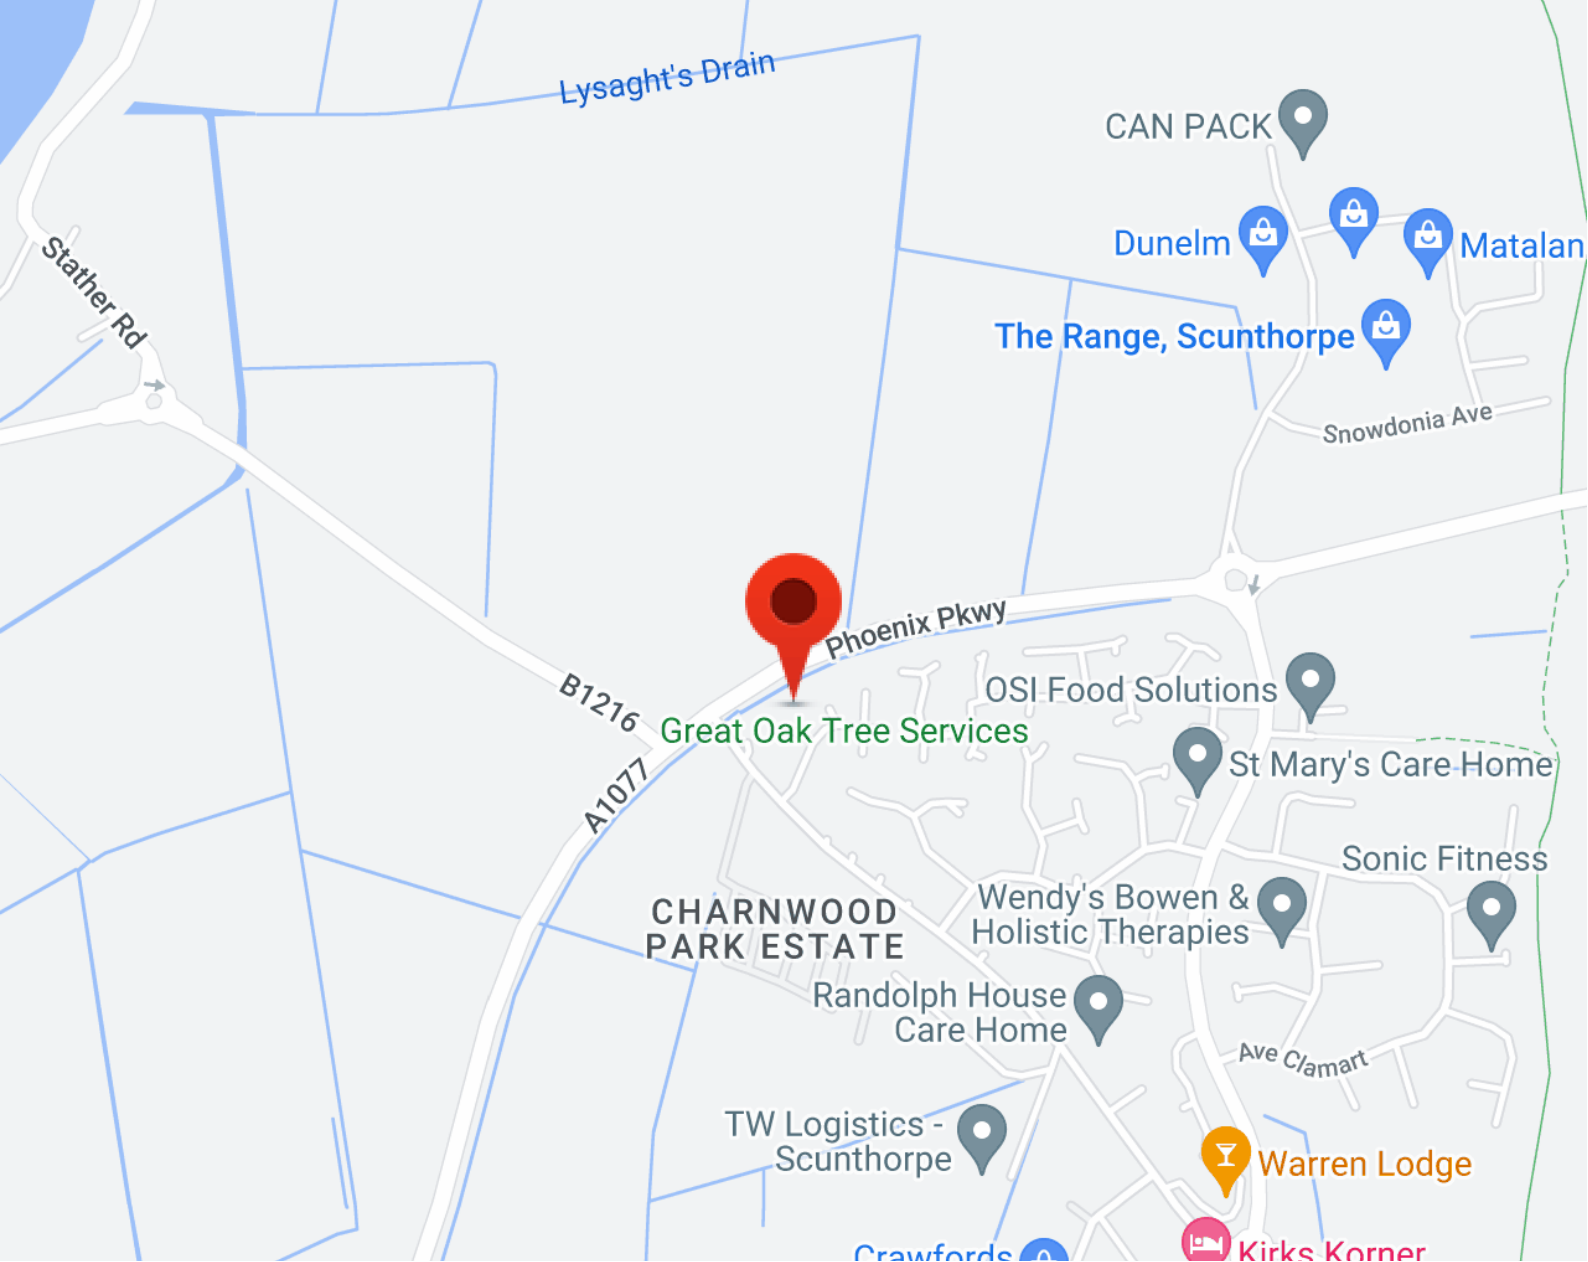 Lysaght's Drain
CAN PACK
Dunelm
Matalan
Stather Rd
The Range, Scunthorpe
Snowdonia Ave
Phoenix Pkwy
B1216
OSI Food Solutions
Great Oak Tree Services
St Mary's Care Home
A1077
Sonic Fitness
CHARNWOOD
PARK ESTATE
Wendy's Bowen &
Holistic Therapies
Randolph House
Care Home
Ave Clamart
TW Logistics -
Scunthorpe
Warren Lodge
Crawfords
Kirks Korner